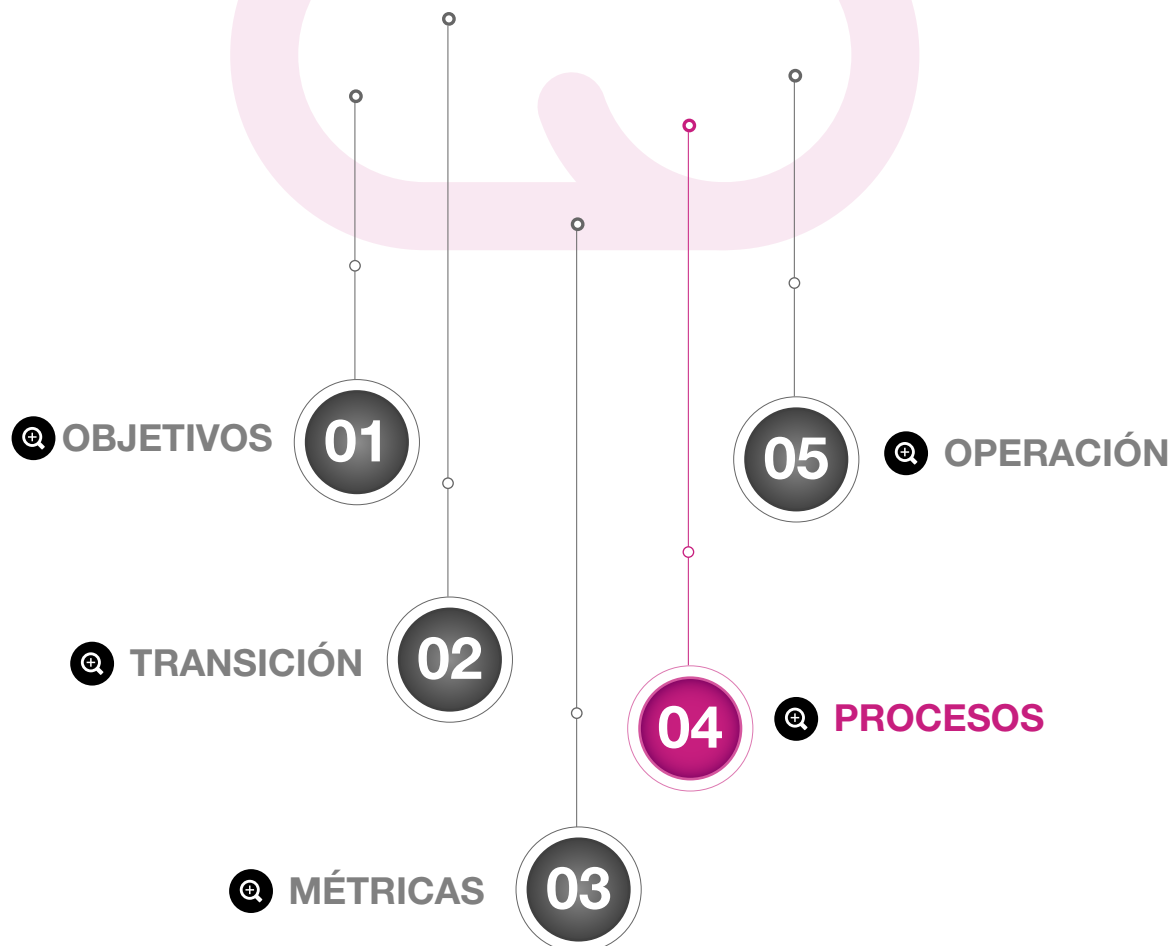 OBJETIVOS 01
05 OPERACIÓN
TRANSICIÓN 02
04 PROCESOS
MÉTRICAS 03